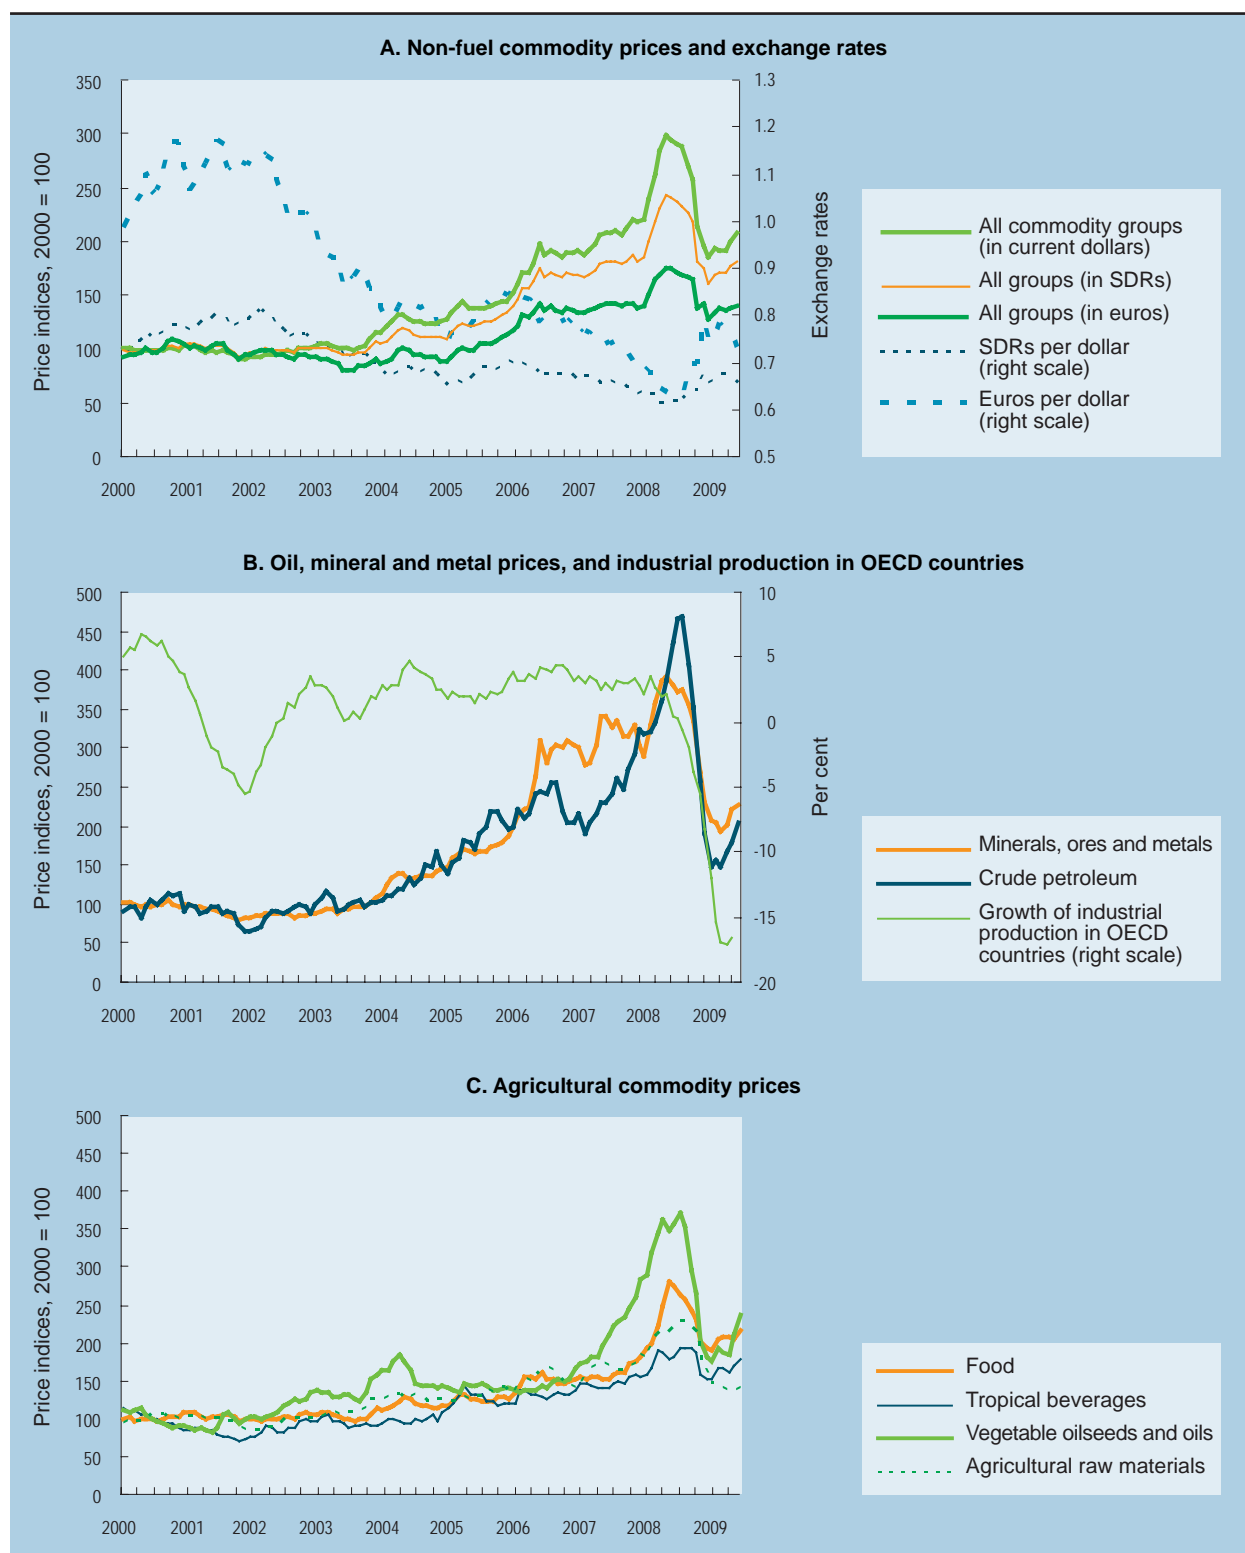 A. Non-fuel commodity prices and exchange rates
Price indices, 2000 = 100
350
300
250
200
150
100
50
0
1.3
1.2
1.1
1.0
0.9
0.8
0.7
0.6
0.5
Exchange rates
2000 2001 2002 2003 2004 2005 2006 2007 2008 2009
All commodity groups
(in current dollars)
All groups (in SDRs)
All groups (in euros)
SDRs per dollar
(right scale)
Euros per dollar
(right scale)
B. Oil, mineral and metal prices, and industrial production in OECD countries
Price indices, 2000 = 100
500
450
400
350
300
250
200
150
100
50
0
10
5
0
-5
-10
-15
-20
Per cent
2000 2001 2002 2003 2004 2005 2006 2007 2008 2009
Minerals, ores and metals
Crude petroleum
Growth of industrial
production in OECD
countries (right scale)
C. Agricultural commodity prices
Price indices, 2000 = 100
500
450
400
350
300
250
200
150
100
50
0
2000 2001 2002 2003 2004 2005 2006 2007 2008 2009
Food
Tropical beverages
Vegetable oilseeds and oils
Agricultural raw materials